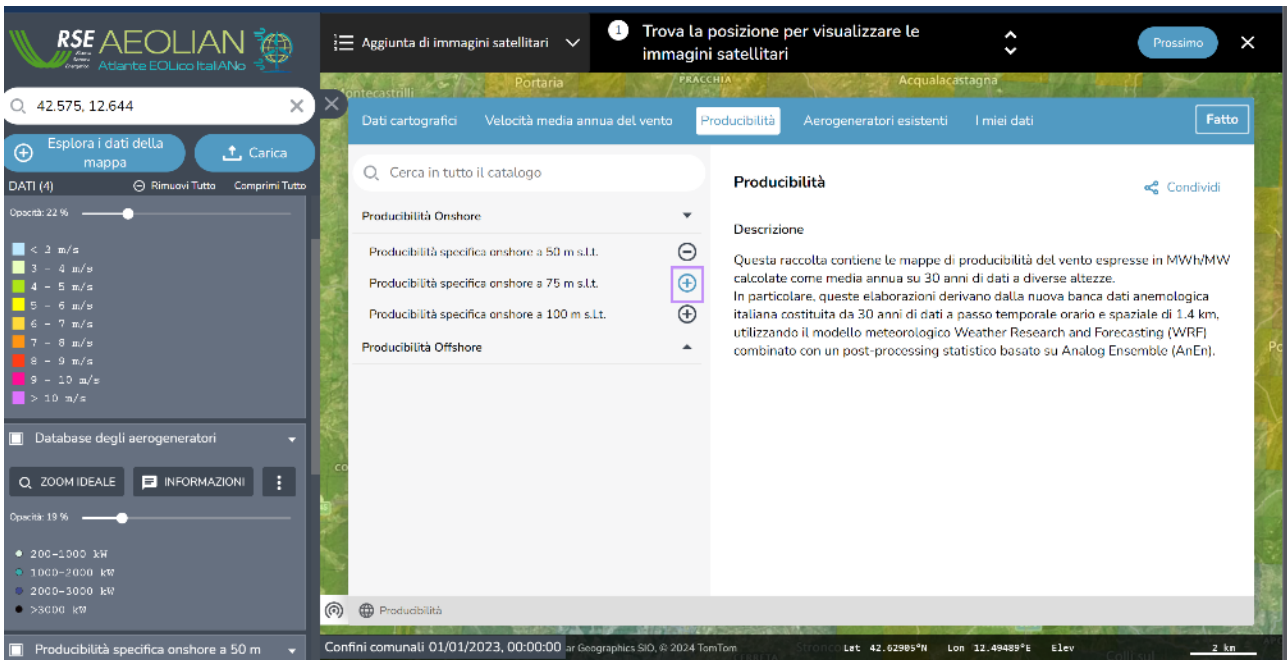 RSE AEOLIAN
Atlante EOLico ItalIANo
Aggiunta di immagini satellitari
1
Trova la posizione per visualizzare le
immagini satellitari
Prossimo
Portaria
PRACCHIA
Acqualacastagna
42.575, 12.644
Esplora i dati della
mappa
Carica
DATI (4)
Rimuovi Tutto
Comprimi Tutto
Opacità: 22 %
< 3 m/s
3 - 4 m/s
4 - 5 m/s
5 - 6 m/s
6 - 7 m/s
7 - 8 m/s
8 - 9 m/s
9 - 10 m/s
> 10 m/s
Database degli aerogeneratori
ZOOM IDEALE
INFORMAZIONI
Opacità: 19 %
200-1000 kW
1000-2000 kW
2000-3000 kW
>3000 kW
Producibilità specifica onshore a 50 m
Dati cartografici
Velocità media annua del vento
Producibilità
Aerogeneratori esistenti
I miei dati
Fatto
Cerca in tutto il catalogo
Producibilità Onshore
Producibilità specifica onshore a 50 m s.l.t.
Producibilità specifica onshore a 75 m s.l.t.
Producibilità specifica onshore a 100 m s.l.t.
Producibilità Offshore
Producibilità
Condividi
Descrizione
Questa raccolta contiene le mappe di producibilità del vento espresse in MWh/MW
calcolate come media annua su 30 anni di dati a diverse altezze.
In particolare, queste elaborazioni derivano dalla nuova banca dati anemologica
italiana costituita da 30 anni di dati a passo temporale orario e spaziale di 1.4 km,
utilizzando il modello meteorologico Weather Research and Forecasting (WRF)
combinato con un post-processing statistico basato su Analog Ensemble (AnEn).
Producibilità
Confini comunali 01/01/2023, 00:00:00 ar Geographics SIO, © 2024 TomTom
Lat 42.62905°N Lon 12.49489°E Elev
2 km